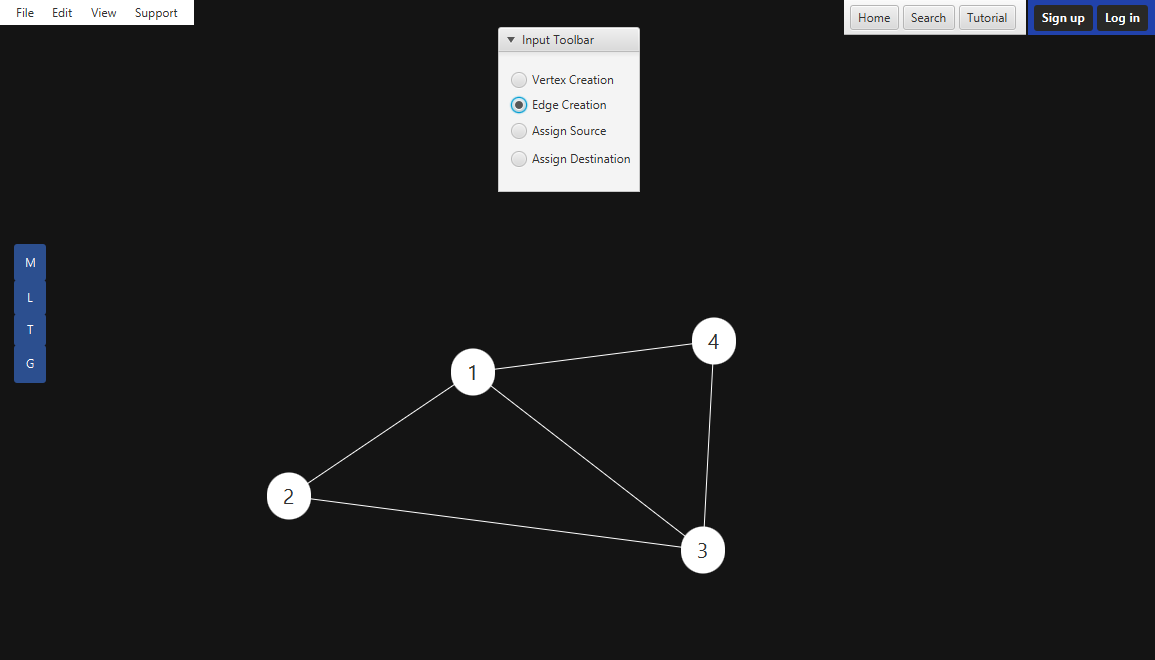 File Edit View Support
Home Search Tutorial Sign up Log in
Input Toolbar
Vertex Creation
Edge Creation
Assign Source
Assign Destination
M
L
T
G
4
1
2
3